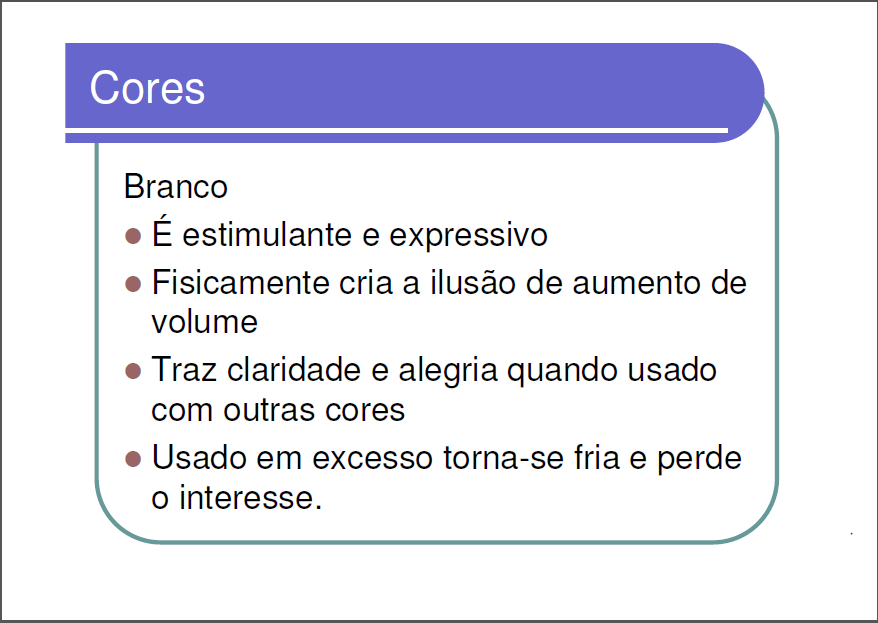 Cores
Branco
É estimulante e expressivo
Fisicamente cria a ilusão de aumento de
volume
Traz claridade e alegria quando usado
com outras cores
Usado em excesso torna-se fria e perde
o interesse.